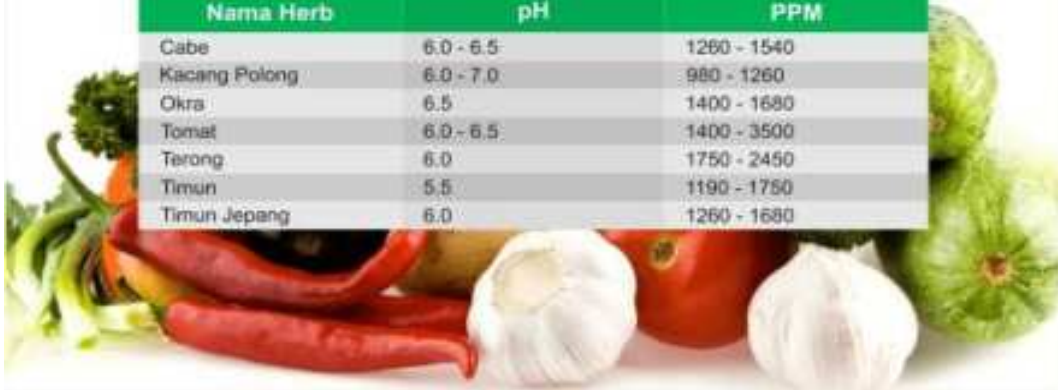 Nama Herb pH PPM
Cabe 6.0 - 6.5 1260 - 1540
Kacang Polong 6.0 - 7.0 980 - 1260
Okra 6.5 1400 - 1680
Tomat 6.0 - 6.5 1400 - 3500
Terong 6.0 1750 - 2450
Timun 5.5 1190 - 1750
Timun Jepang 6.0 1260 - 1680